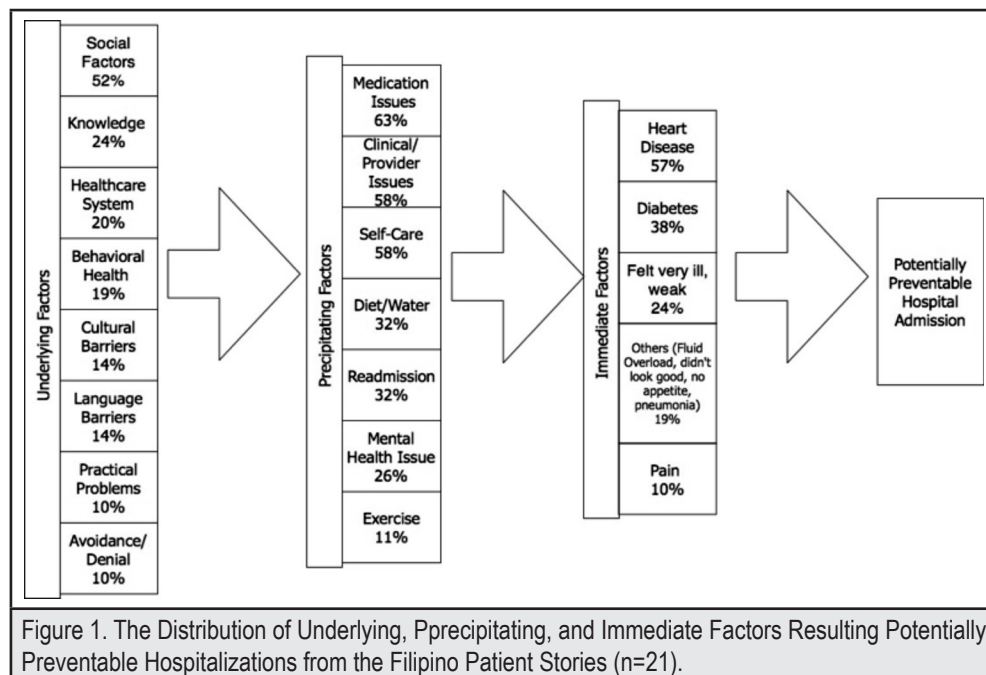 Underlying Factors
Social
Factors
52%
Knowledge
24%
Healthcare
System
20%
Behavioral
Health
19%
Cultural
Barriers
14%
Language
Barriers
14%
Practical
Problems
10%
Avoidance/
Denial
10%
Precipitating Factors
Medication
Issues
63%
Clinical/
Provider
Issues
58%
Self-Care
58%
Diet/Water
32%
Readmission
32%
Mental
Health Issue
26%
Exercise
11%
Immediate Factors
Heart
Disease
57%
Diabetes
38%
Felt very ill,
weak
24%
Others (Fluid
Overload, didn't
look good, no
appetite,
pneumonia)
19%
Pain
10%
Potentially
Preventable
Hospital
Admission
Figure 1. The Distribution of Underlying, Pprecipitating, and Immediate Factors Resulting Potentially
Preventable Hospitalizations from the Filipino Patient Stories (n=21).